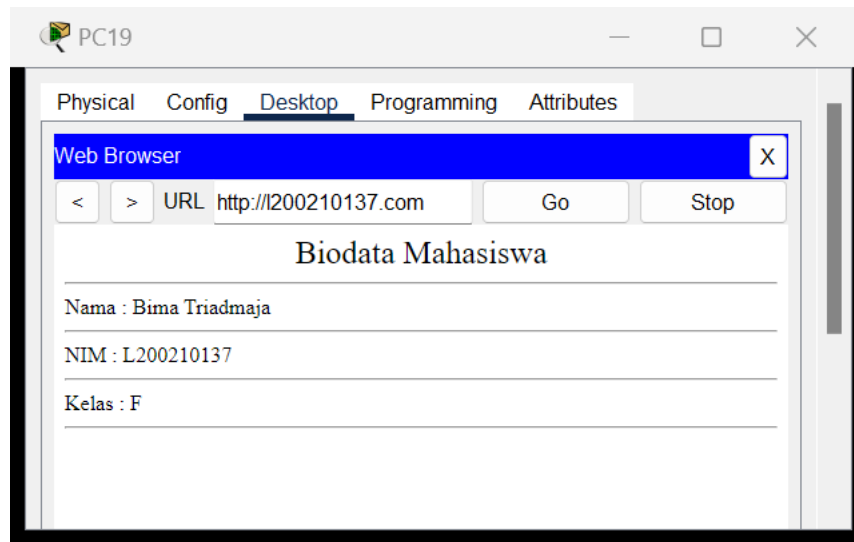 PC19
Physical Config Desktop Programming Attributes
Web Browser X
< > URL http://l200210137.com Go Stop
Biodata Mahasiswa
Nama : Bima Triadmaja
NIM : L200210137
Kelas : F